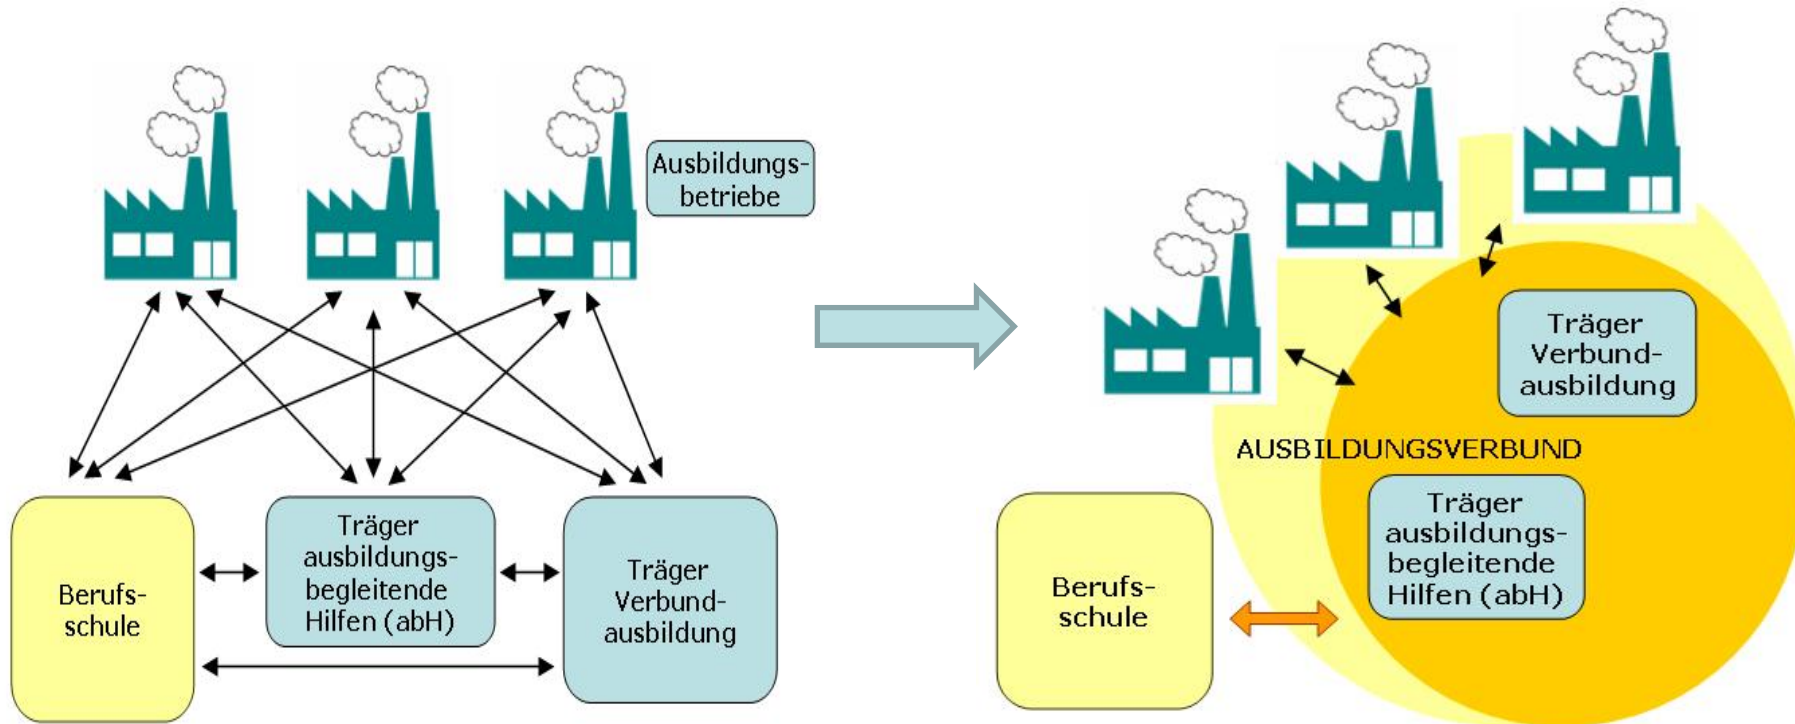 Ausbildungs-
betriebe
Berufs-
schule
Träger
ausbildungs-
begleitende
Hilfen (abH)
Träger
Verbund-
ausbildung
Träger
Verbund-
ausbildung
AUSBILDUNGSVERBUND
Träger
ausbildungs-
begleitende
Hilfen (abH)
Berufs-
schule